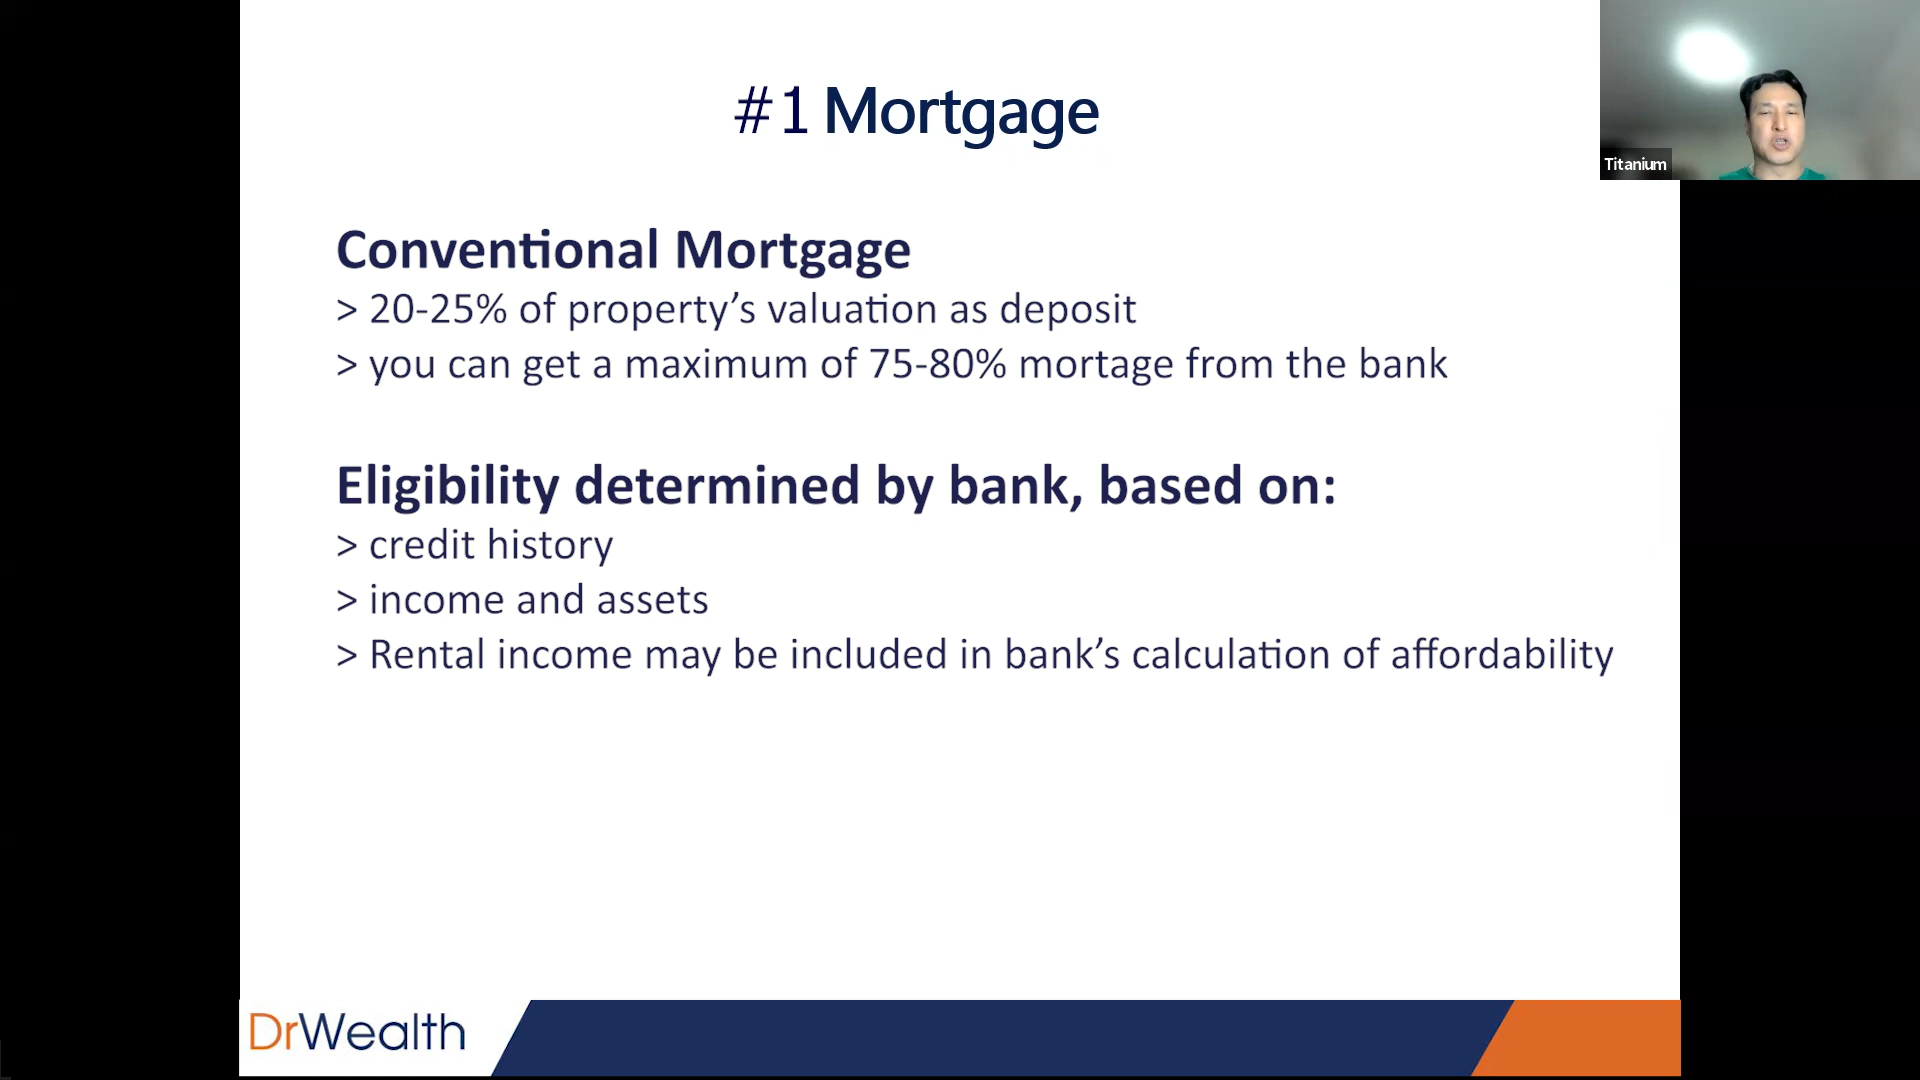 #1 Mortgage
Titanium
Conventional Mortgage
> 20-25% of property’s valuation as deposit
> you can get a maximum of 75-80% mortage from the bank
Eligibility determined by bank, based on:
> credit history
> income and assets
> Rental income may be included in bank’s calculation of affordability
DrWealth